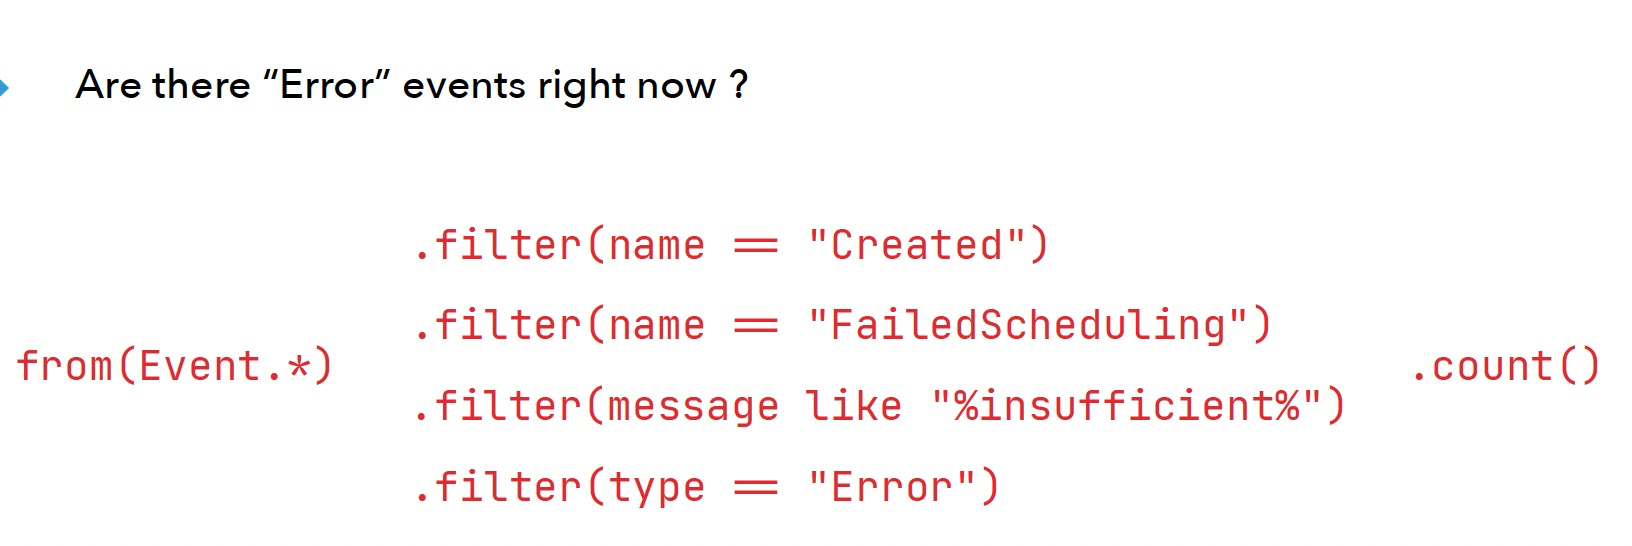 Are there “Error” events right now ?
.filter(name == "Created")
.filter(name == "FailedScheduling")
from(Event.*)
.count()
.filter(message like "%insufficient%")
.filter(type == "Error")